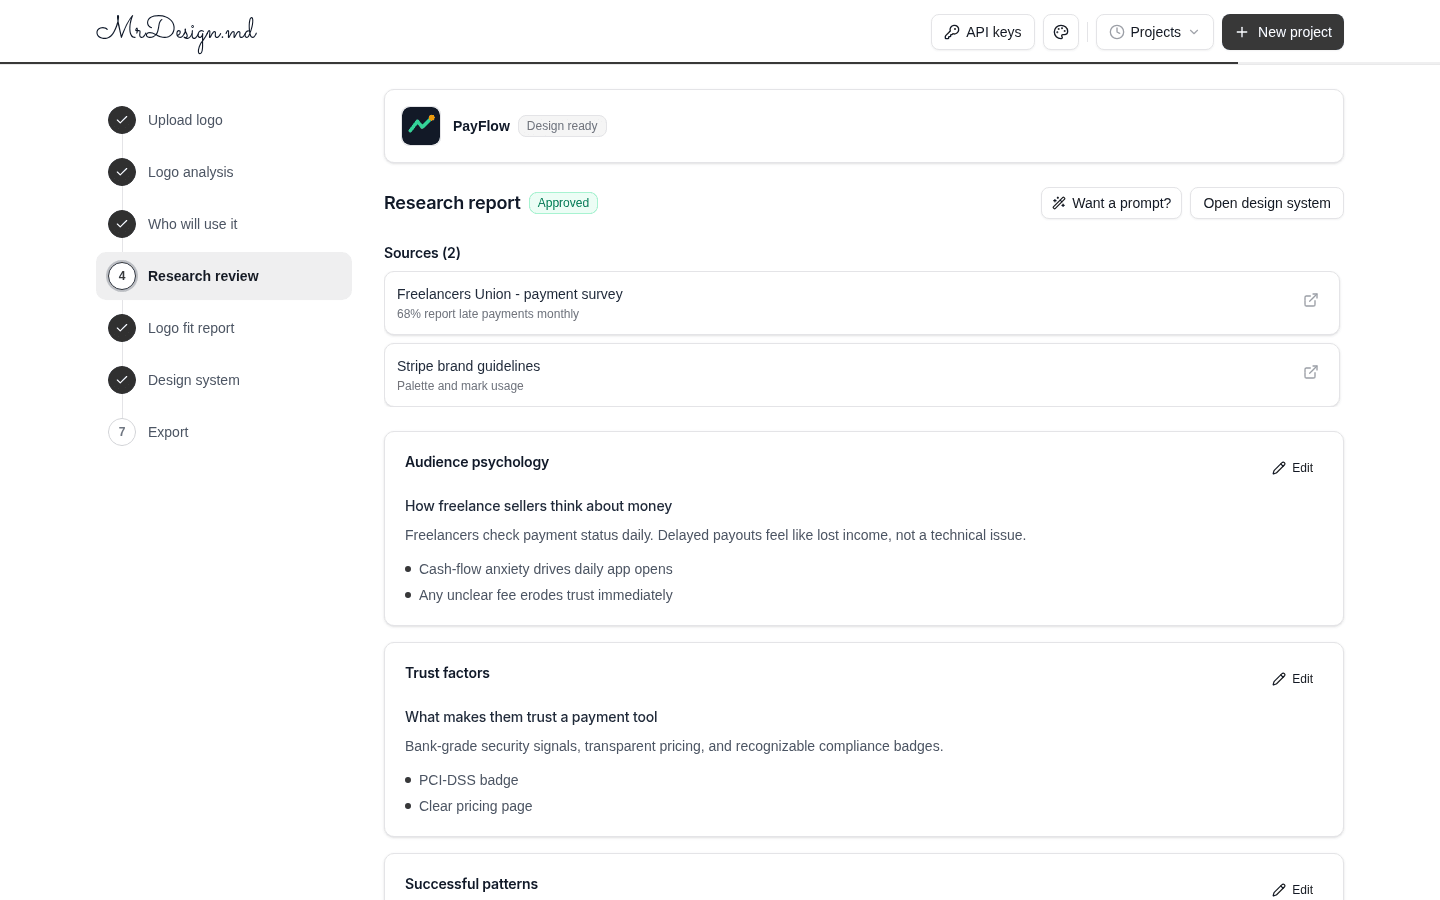 MrDesign.md
API keys
Projects
New project
Upload logo
Logo analysis
Who will use it
4
Research review
Logo fit report
Design system
7
Export
PayFlow
Design ready
Research report
Approved
Want a prompt?
Open design system
Sources (2)
Freelancers Union - payment survey
68% report late payments monthly
Stripe brand guidelines
Palette and mark usage
Audience psychology
Edit
How freelance sellers think about money
Freelancers check payment status daily. Delayed payouts feel like lost income, not a technical issue.
Cash-flow anxiety drives daily app opens
Any unclear fee erodes trust immediately
Trust factors
Edit
What makes them trust a payment tool
Bank-grade security signals, transparent pricing, and recognizable compliance badges.
PCI-DSS badge
Clear pricing page
Successful patterns
Edit